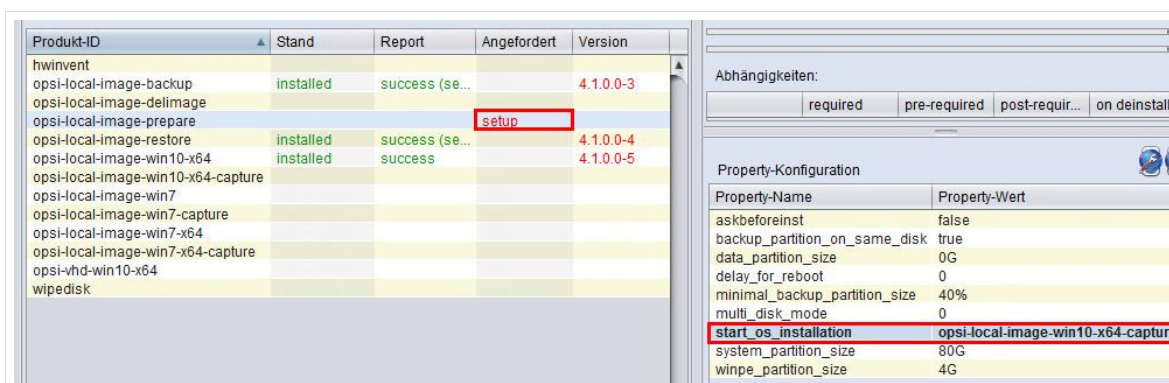 Produkt-ID Stand Report Angefordert Version
hwinvent
opsi-local-image-backup installed success (se... 4.1.0.0-3
opsi-local-image-delimage
opsi-local-image-prepare setup
opsi-local-image-restore installed success (se... 4.1.0.0-4
opsi-local-image-win10-x64 installed success 4.1.0.0-5
opsi-local-image-win10-x64-capture
opsi-local-image-win7
opsi-local-image-win7-capture
opsi-local-image-win7-x64
opsi-local-image-win7-x64-capture
opsi-vhd-win10-x64
wipedisk
Abhängigkeiten:
required pre-required post-requir... on deinstall
Property-Konfiguration
Property-Name Property-Wert
askbeforeinst false
backup_partition_on_same_disk true
data_partition_size 0G
delay_for_reboot 0
minimal_backup_partition_size 40%
multi_disk_mode 0
start_os_installation opsi-local-image-win10-x64-captur
system_partition_size 80G
winpe_partition_size 4G